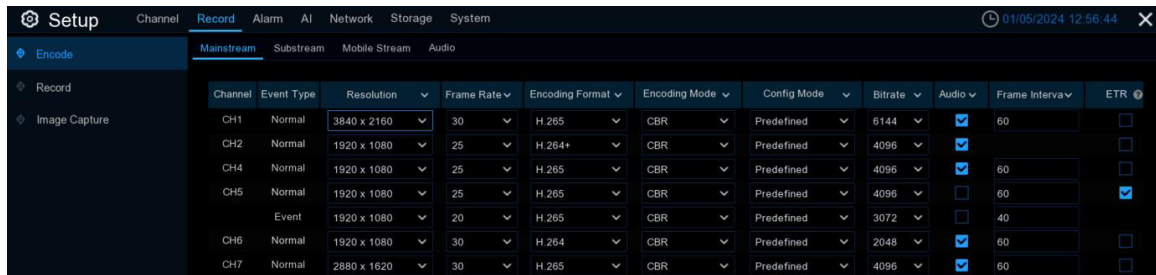 Setup Channel Record Alarm AI Network Storage System 01/05/2024 12:56:44
Encode Mainstream Substream Mobile Stream Audio
Record Channel Event Type Resolution Frame Rate Encoding Format Encoding Mode Config Mode Bitrate Audio Frame Interva ETR
Image Capture CH1 Normal 3840 x 2160 30 H.265 CBR Predefined 6144 60
CH2 Normal 1920 x 1080 25 H.264+ CBR Predefined 4096
CH4 Normal 1920 x 1080 25 H.265 CBR Predefined 4096 60
CH5 Normal 1920 x 1080 25 H.265 CBR Predefined 4096 60
Event 1920 x 1080 20 H.265 CBR Predefined 3072 40
CH6 Normal 1920 x 1080 30 H.264 CBR Predefined 2048 60
CH7 Normal 2880 x 1620 30 H.265 CBR Predefined 4096 60